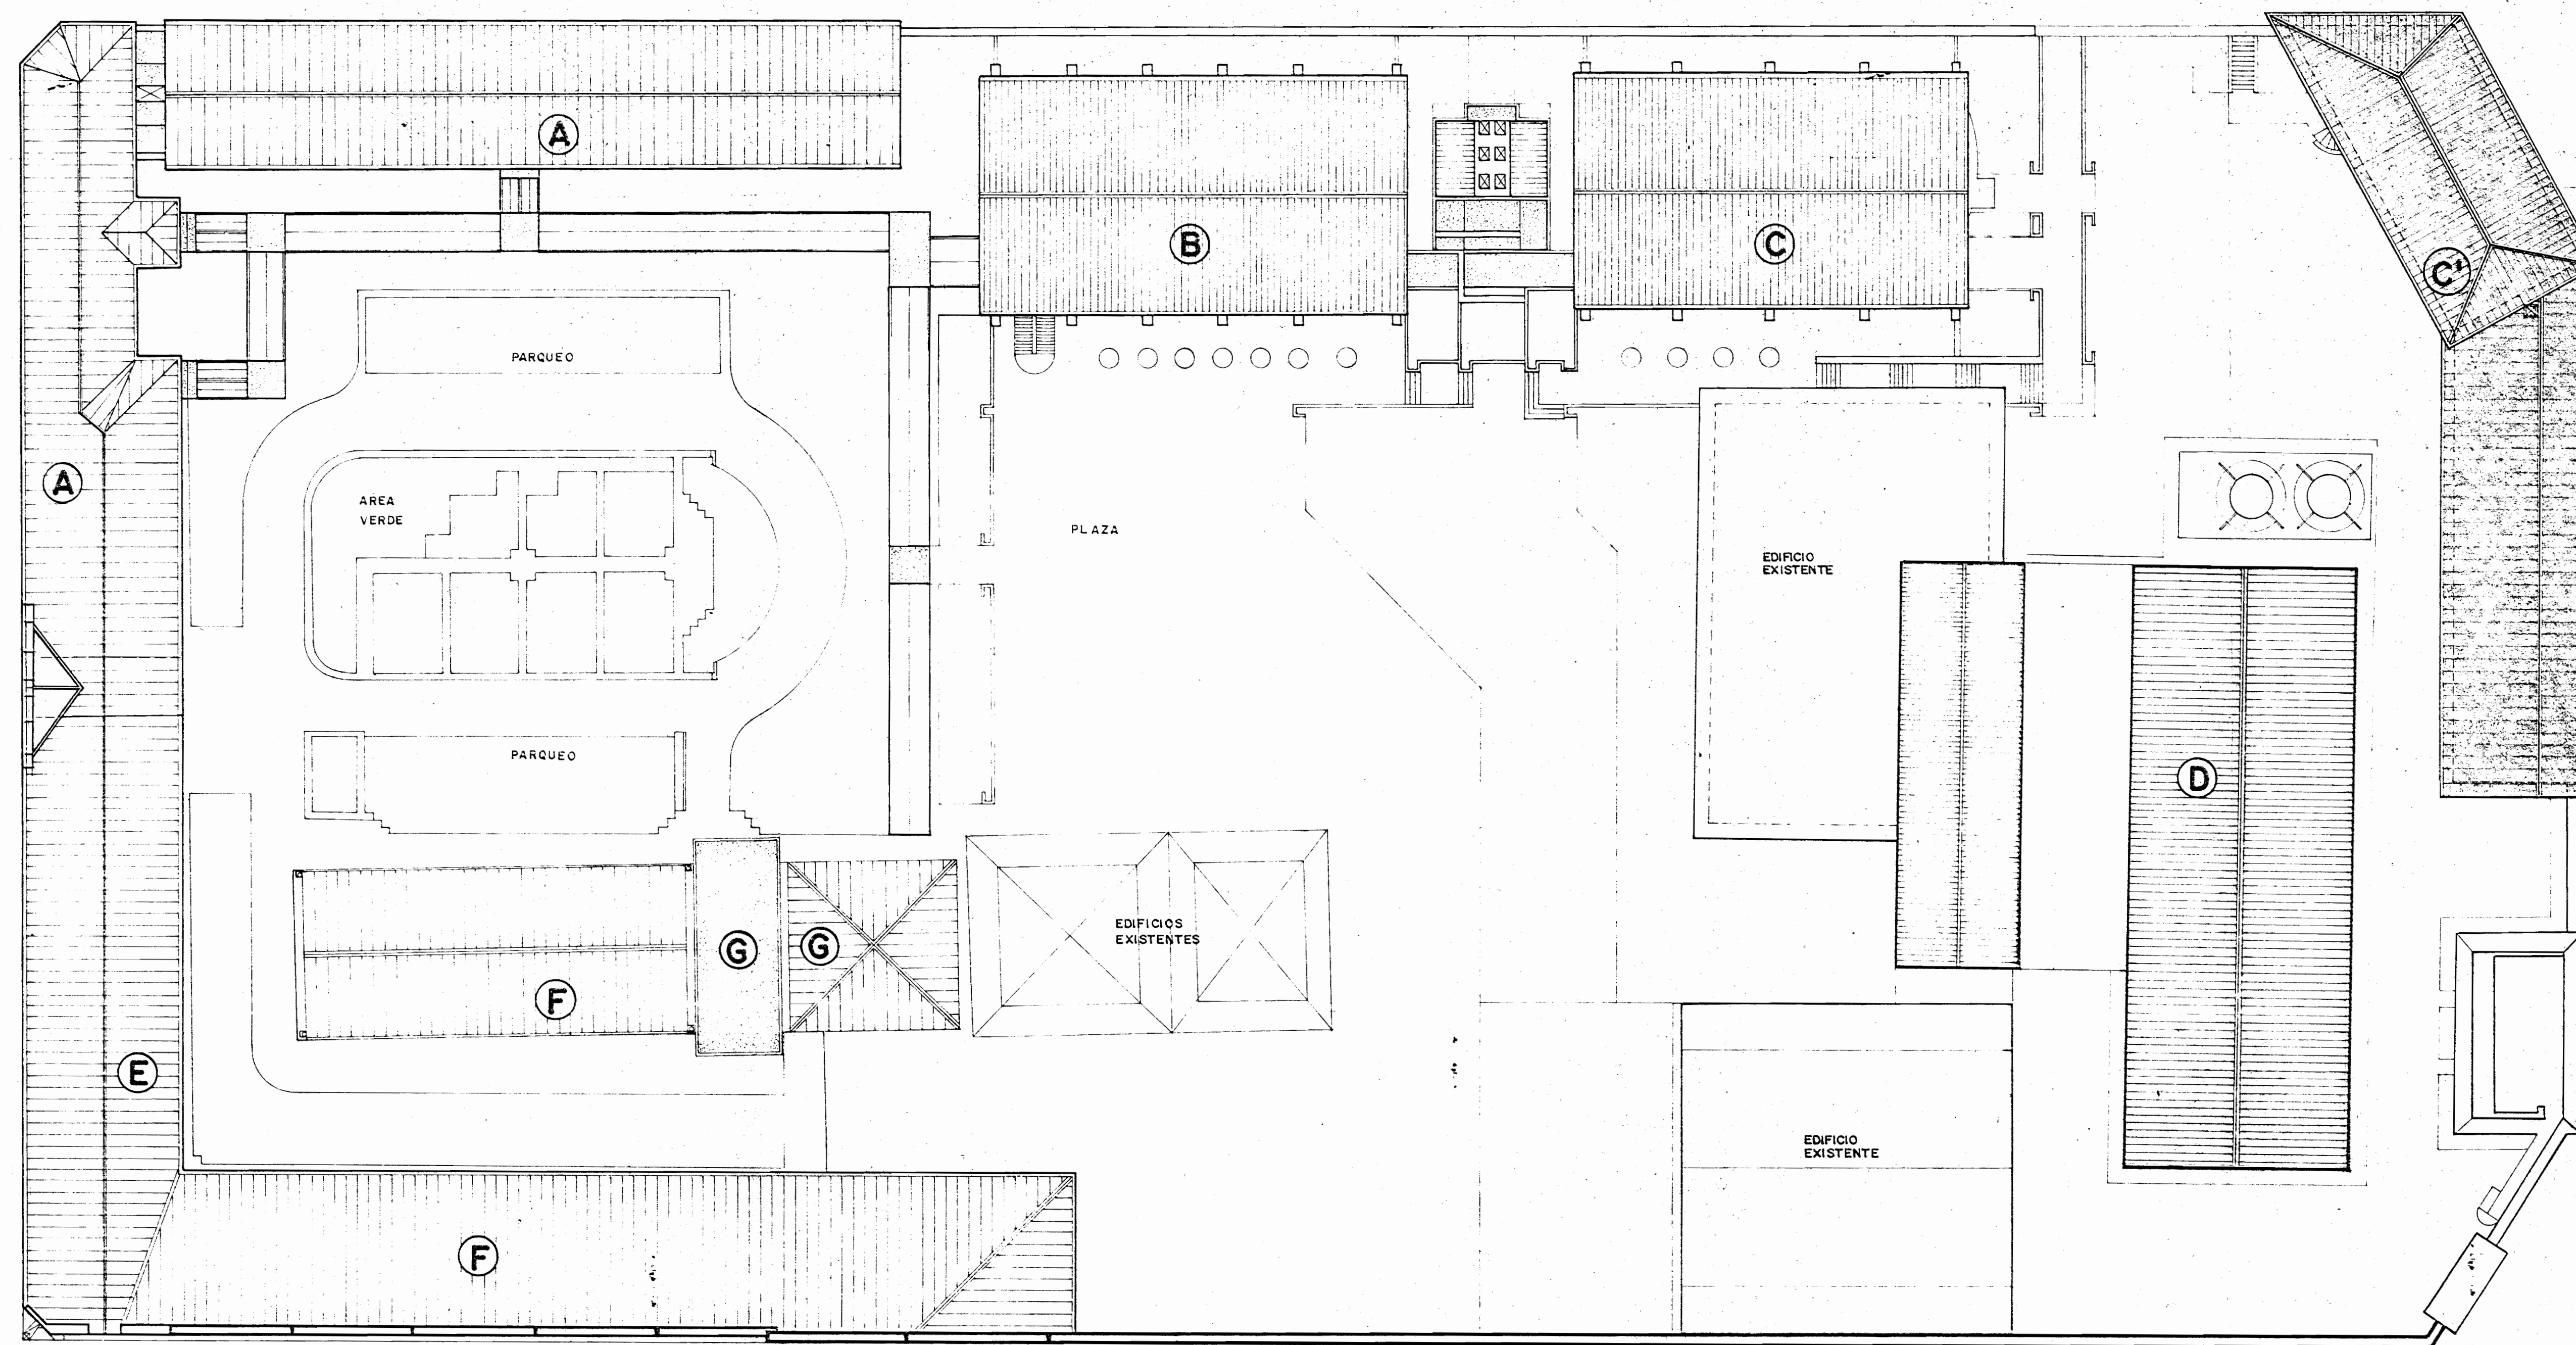 A
B
C
C'
PARQUEO
A
AREA
VERDE
PLAZA
EDIFICIO
EXISTENTE
PARQUEO
D
EDIFICIOS
EXISTENTES
G
G
F
E
EDIFICIO
EXISTENTE
F